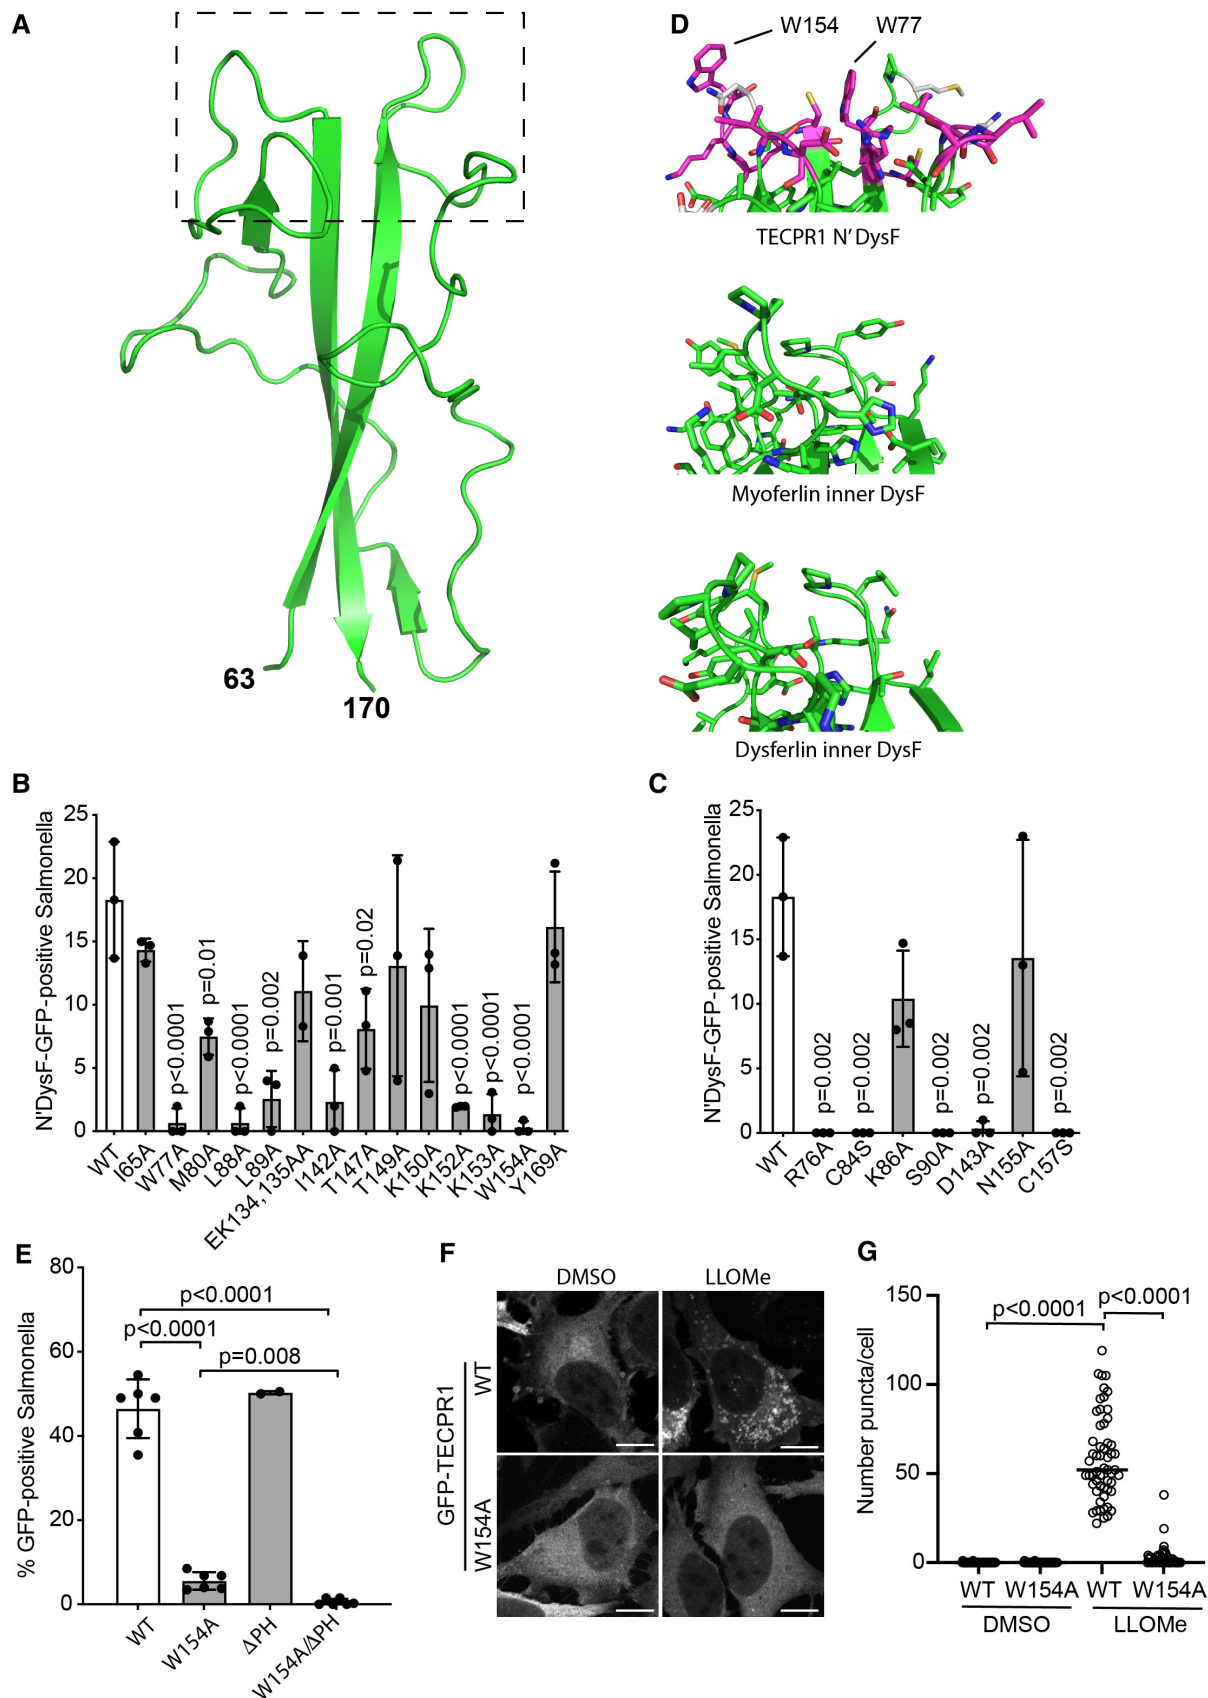 A
63
170
D
W154
W77
TECPR1 N' DysF
Myoferlin inner DysF
Dysferlin inner DysF
B
N'DysF-GFP-positive Salmonella
25
20
15
10
5
0
p<0.0001
p=0.01
p<0.0001
p=0.002
p=0.001
p=0.02
p<0.0001
p<0.0001
p<0.0001
WT
I65A
W77A
M80A
L88A
L89A
EK134,135AA
I142A
T147A
T149A
K150A
K152A
K153A
W154A
Y169A
C
N'DysF-GFP-positive Salmonella
25
20
15
10
5
0
p=0.002
p=0.002
p=0.002
p=0.002
p=0.002
WT
R76A
C84S
K86A
S90A
D143A
N155A
C157S
E
% GFP-positive Salmonella
80
60
40
20
0
p<0.0001
p<0.0001
p=0.008
WT
W154A
ΔPH
W154A/ΔPH
F
DMSO
LLOMe
GFP-TECPR1
WT
W154A
G
Number puncta/cell
150
100
50
0
p<0.0001
p<0.0001
WT
W154A
WT
W154A
DMSO
LLOMe